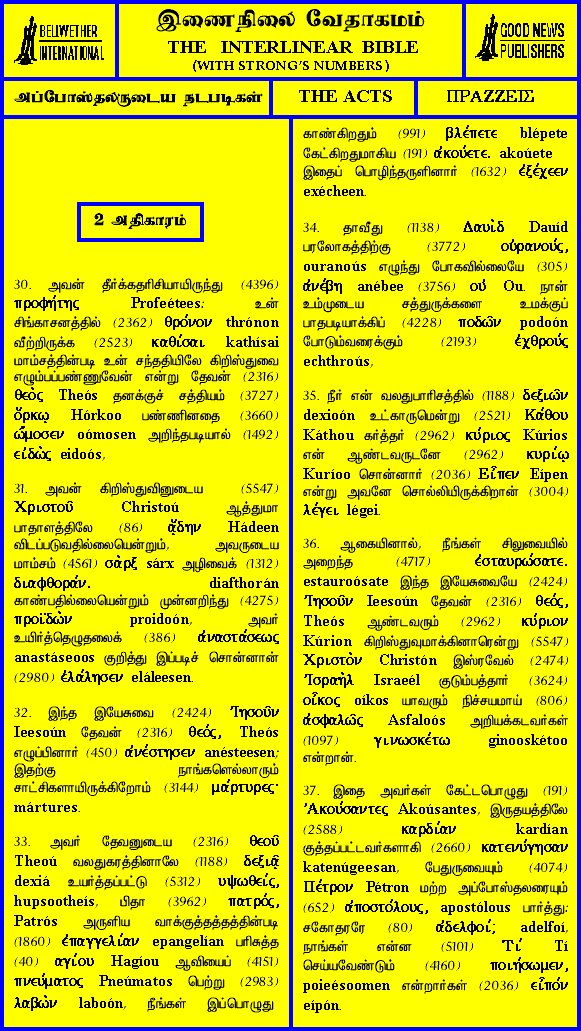 BELLWETHER
INTERNATIONAL
இணைநிலை வேதாகமம்
THE INTERLINEAR BIBLE
(WITH STRONG'S NUMBERS)
GOOD NEWS
PUBLISHERS
அப்போஸ்தலருடைய நடபடிகள்
THE ACTS
ΠΡΑΖΖΕΙΣ
2 அதிகாரம்
30. அவன் தீர்க்கதரிசியாயிருந்து (4396)
προφήτης Profeétees: உன்
சிங்காசனத்தில் (2362) θρόνον thrónon
வீற்றிருக்க (2523) καθίσαι kathísai
மாம்சத்தின்படி உன் சந்ததியிலே கிறிஸ்துவை
எழும்பப்பண்ணுவேன் என்று தேவன் (2316)
θεὸς Theós தனக்குச் சத்தியம் (3727)
ὅρκῳ Hórkoo பண்ணினதை (3660)
ὤμοσεν oómosen அறிந்தபடியால் (1492)
εἰδὼς eidoós,
31. அவன் கிறிஸ்துவினுடைய (5547)
Χριστοῦ Christoú ஆத்துமா
பாதாளத்திலே (86) ᾅδην Hádeen
விடப்படுவதில்லையென்றும், அவருடைய
மாம்சம் (4561) σὰρξ sárx அழிவைக் (1312)
διαφθοράν. diafthorán
காண்பதில்லையென்றும் முன்னறிந்து (4275)
προϊδὼν proidoón, அவர்
உயிர்த்தெழுதலைக் (386) ἀναστάσεως
anastáseoos குறித்து இப்படிச் சொன்னான்
(2980) ἐλάλησεν eláleesen.
32. இந்த இயேசுவை (2424) Ἰησοῦν
Ieesoún தேவன் (2316) θεός, Theós
எழுப்பினார் (450) ἀνέστησεν anésteesen;
இதற்கு நாங்களெல்லாரும்
சாட்சிகளாயிருக்கிறோம் (3144) μάρτυρες·
mártures.
33. அவர் தேவனுடைய (2316) θεοῦ
Theoú வலதுகரத்தினாலே (1188) δεξιᾷ
dexiá உயர்த்தப்பட்டு (5312) υψωθείς,
hupsootheís, பிதா (3962) πατρός,
Patrós அருளிய வாக்குத்தத்தத்தின்படி
(1860) ἐπαγγελίαν epangelían பரிசுத்த
(40) αγίου Hagíou ஆவியைப் (4151)
πνεύματος Pneúmatos பெற்று (2983)
λαβὼν laboón, நீங்கள் இப்பொழுது
காண்கிறதும் (991) βλέπετε blépete
கேட்கிறதுமாகிய (191) ἀκούετε. akoúete
இதைப் பொழிந்தருளினார் (1632) ἐξέχεεν
exécheen.
34. தாவீது (1138) Δαυὶδ Dauíd
பரலோகத்திற்கு (3772) οὐρανούς,
ouranoús எழுந்து போகவில்லையே (305)
ἀνέβη anébee (3756) οὐ Ou. நான்
உம்முடைய சத்துருக்களை உமக்குப்
பாதபடியாக்கிப் (4228) ποδῶν podoón
போடும்வரைக்கும் (2193) ἐχθρούς
echthroús,
35. நீர் என் வலதுபாரிசத்தில் (1188) δεξιῶν
dexioón உட்காருமென்று (2521) Κάθου
Káthou கர்த்தர் (2962) κύριος Kúrios
என் ஆண்டவருடனே (2962) κυρίῳ
Kuríoo சொன்னார் (2036) Εἶπεν Eípen
என்று அவனே சொல்லியிருக்கிறான் (3004)
λέγει légei.
36. ஆகையினால், நீங்கள் சிலுவையில்
அறைந்த (4717) ἐσταυρώσατε.
estauroósate இந்த இயேசுவையே (2424)
Ἰησοῦν Ieesoún தேவன் (2316) θεός,
Theós ஆண்டவரும் (2962) κύριον
Kúrion கிறிஸ்துவுமாக்கினாரென்று (5547)
Χριστὸν Christón இஸ்ரவேல் (2474)
Ἰσραὴλ Israeél குடும்பத்தார் (3624)
οἶκος oíkos யாவரும் நிச்சயமாய் (806)
ἀσφαλῶς Asfaloós அறியக்கடவர்கள்
(1097) γινωσκέτω ginooskétoo
என்றான்.
37. இதை அவர்கள் கேட்டபொழுது (191)
Ἀκούσαντες Akoúsantes, இருதயத்திலே
(2588) καρδίαν kardían
குத்தப்பட்டவர்களாகி (2660) κατενύγησαν
katenúgeesan, பேதுருவையும் (4074)
Πέτρον Pétron மற்ற அப்போஸ்தலரையும்
(652) ἀποστόλους, apostólous பார்த்து:
சகோதரரே (80) ἀδελφοί; adelfoí,
நாங்கள் என்ன (5101) Τί Tí
செய்யவேண்டும் (4160) ποιήσωμεν,
poieésoomen என்றார்கள் (2036) εἶπόν
eípón.